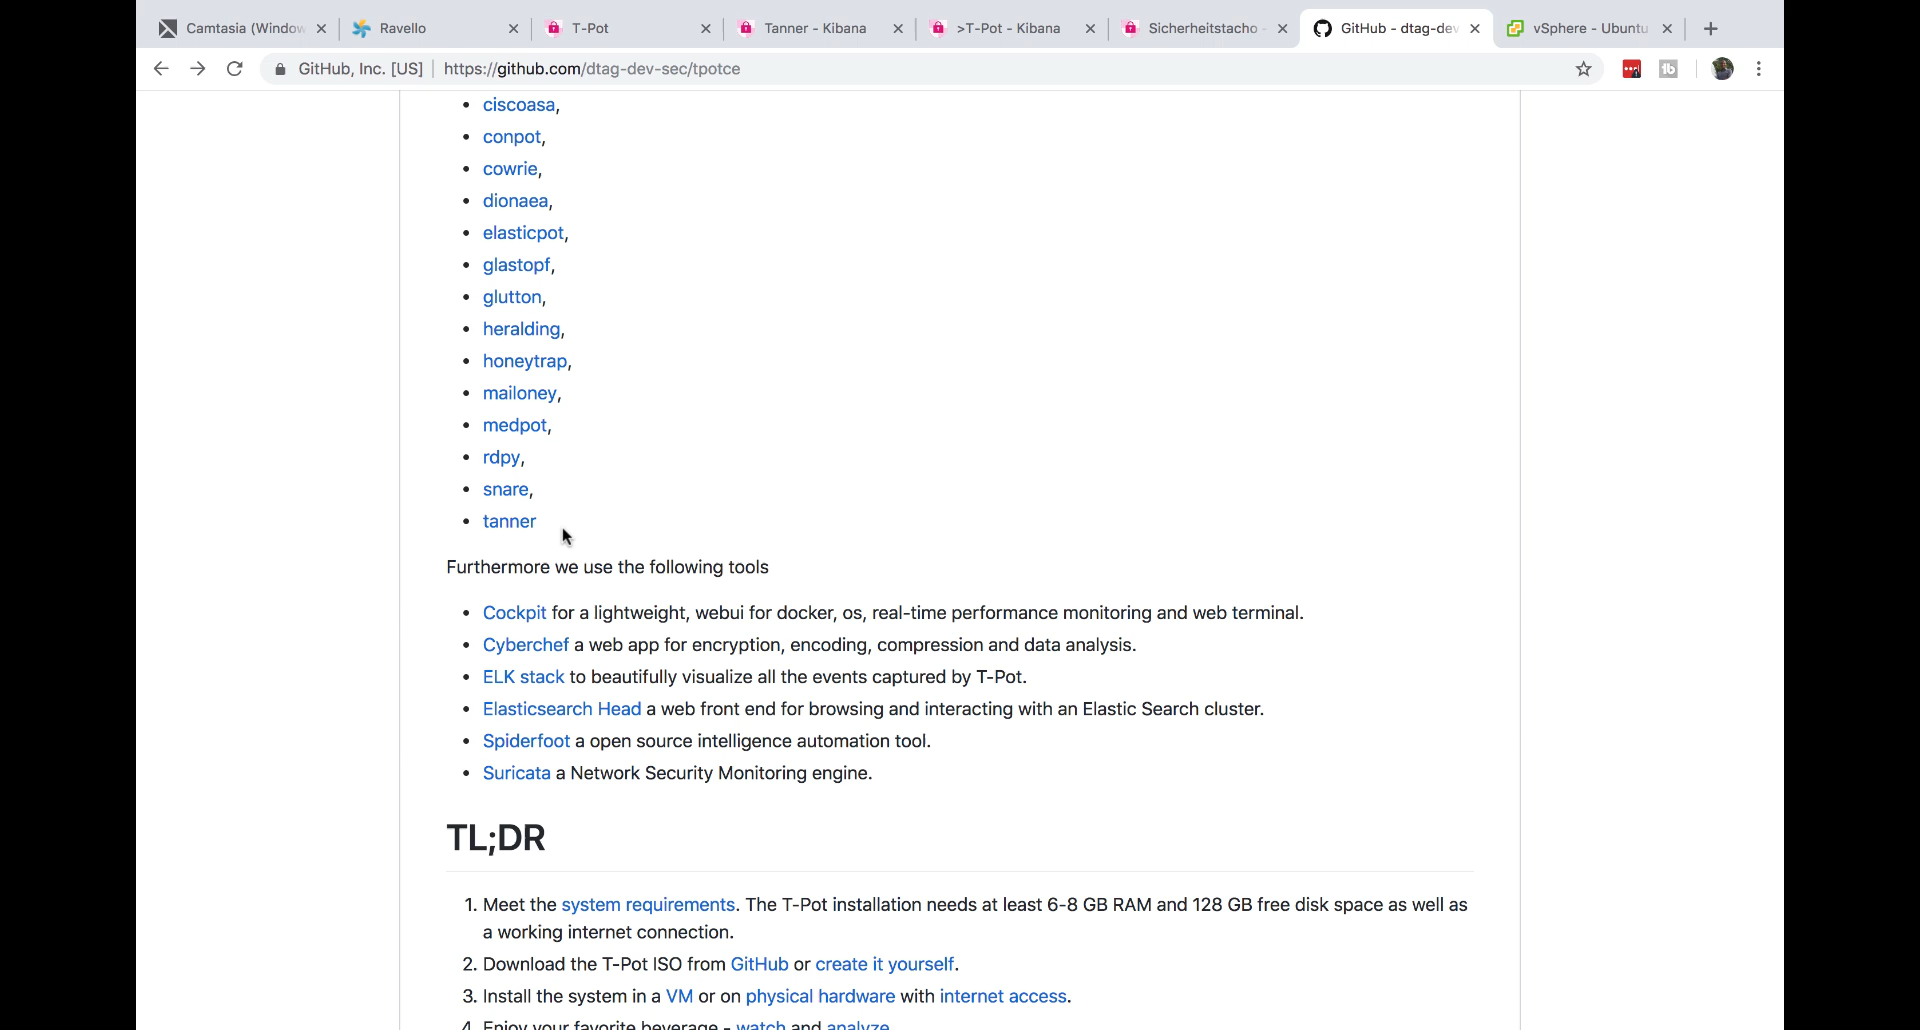 Camtasia (Window
Ravello
T-Pot
Tanner - Kibana
>T-Pot - Kibana
Sicherheitstacho -
GitHub - dtag-dev
vSphere - Ubuntu
GitHub, Inc. [US]
https://github.com/dtag-dev-sec/tpotce
• ciscoasa,
• conpot,
• cowrie,
• dionaea,
• elasticpot,
• glastopf,
• glutton,
• heralding,
• honeytrap,
• mailoney,
• medpot,
• rdpy,
• snare,
• tanner
Furthermore we use the following tools
• Cockpit for a lightweight, webui for docker, os, real-time performance monitoring and web terminal.
• Cyberchef a web app for encryption, encoding, compression and data analysis.
• ELK stack to beautifully visualize all the events captured by T-Pot.
• Elasticsearch Head a web front end for browsing and interacting with an Elastic Search cluster.
• Spiderfoot a open source intelligence automation tool.
• Suricata a Network Security Monitoring engine.
TL;DR
1. Meet the system requirements. The T-Pot installation needs at least 6-8 GB RAM and 128 GB free disk space as well as
a working internet connection.
2. Download the T-Pot ISO from GitHub or create it yourself.
3. Install the system in a VM or on physical hardware with internet access.
4. Enjoy your favorite beverage - watch and analyze.